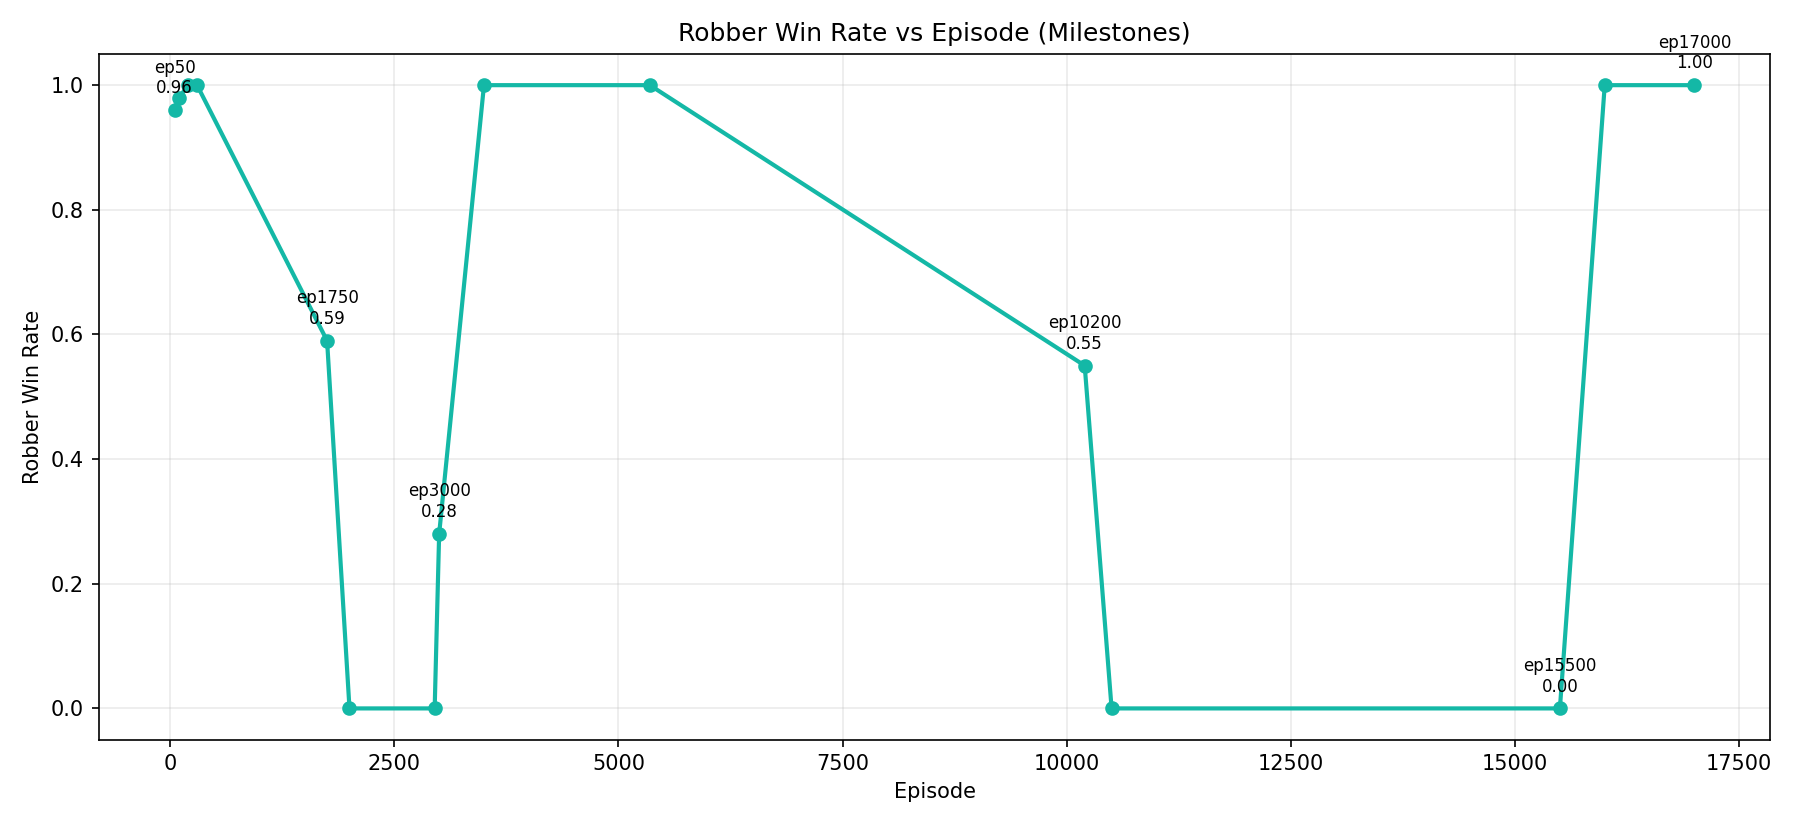 Robber Win Rate vs Episode (Milestones)
ep17000
1.00
ep50
0.96
1.0
0.8
ep1750
0.59
ep10200
0.55
0.6
ep3000
0.28
0.4
0.2
ep15500
0.00
0.0
Robber Win Rate
0
2500
5000
7500
10000
12500
15000
17500
Episode